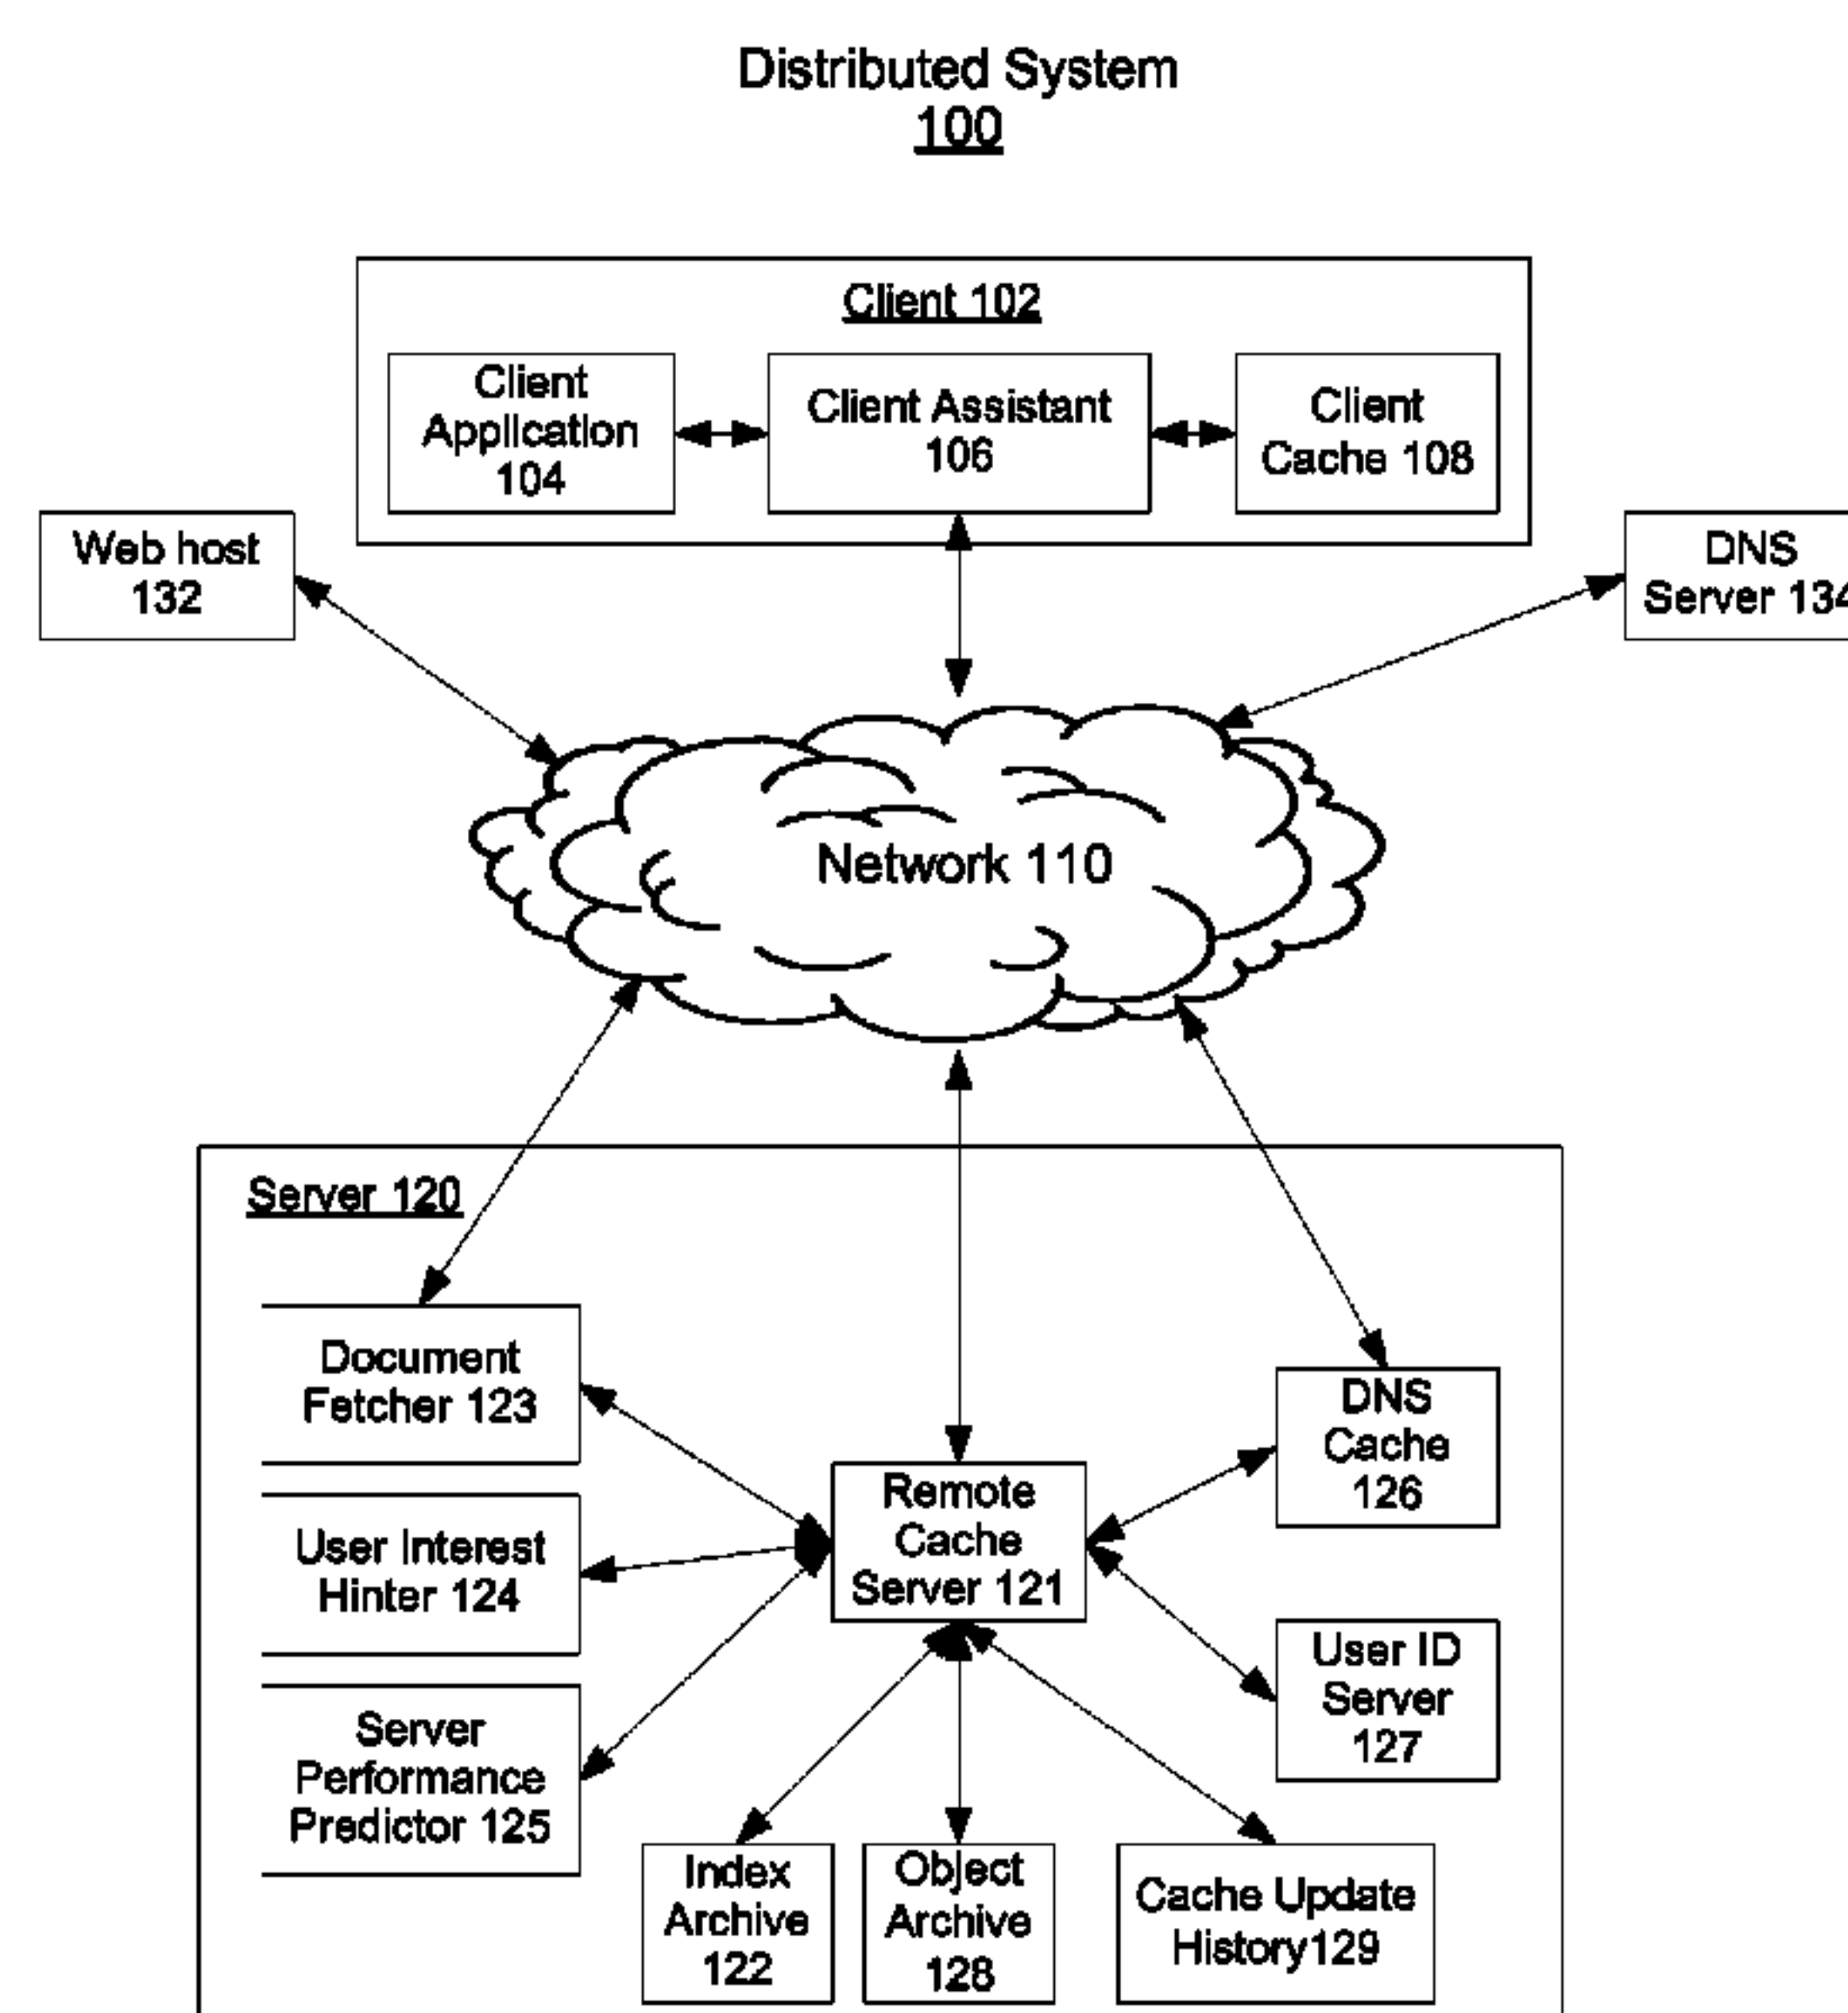 Distributed System
100
Client 102
Client
Application
104
Client Assistant
106
Client
Cache 108
Web host
132
DNS
Server 134
Network 110
Server 120
Document
Fetcher 123
DNS
Cache
126
Remote
Cache
Server 121
User Interest
Hinter 124
User ID
Server
127
Server
Performance
Predictor 125
Index
Archive
122
Object
Archive
128
Cache Update
History129